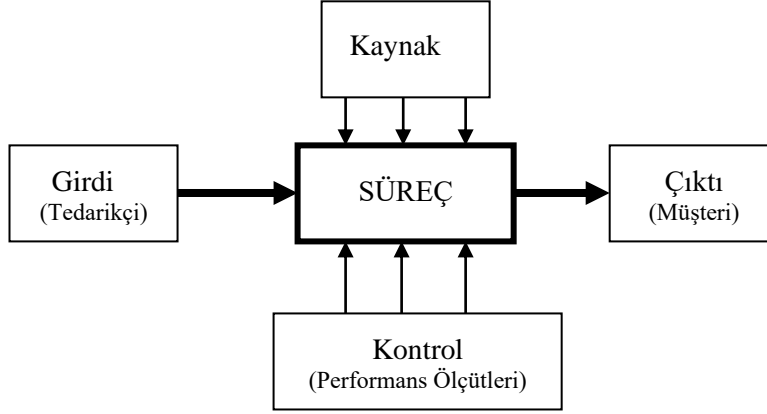 Kaynak
Girdi
(Tedarikçi)
SÜREÇ
Çıktı
(Müşteri)
Kontrol
(Performans Ölçütleri)